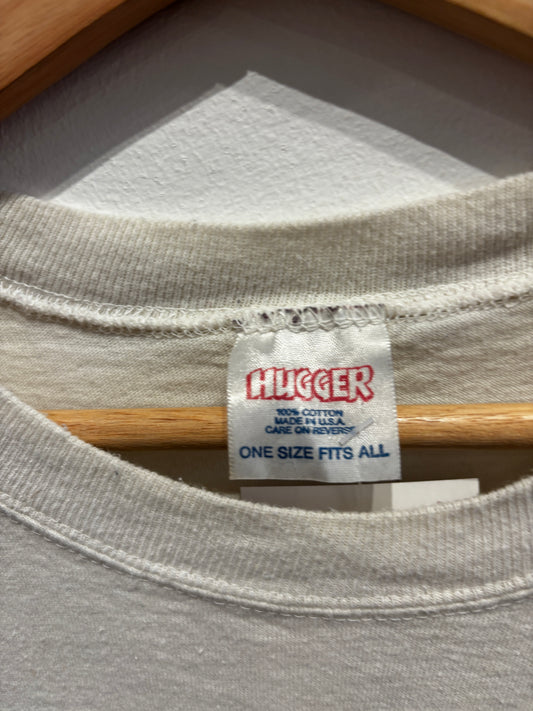 HUGGER
100% COTTON
MADE IN U.S.A.
CARE ON REVERSE
ONE SIZE FITS ALL